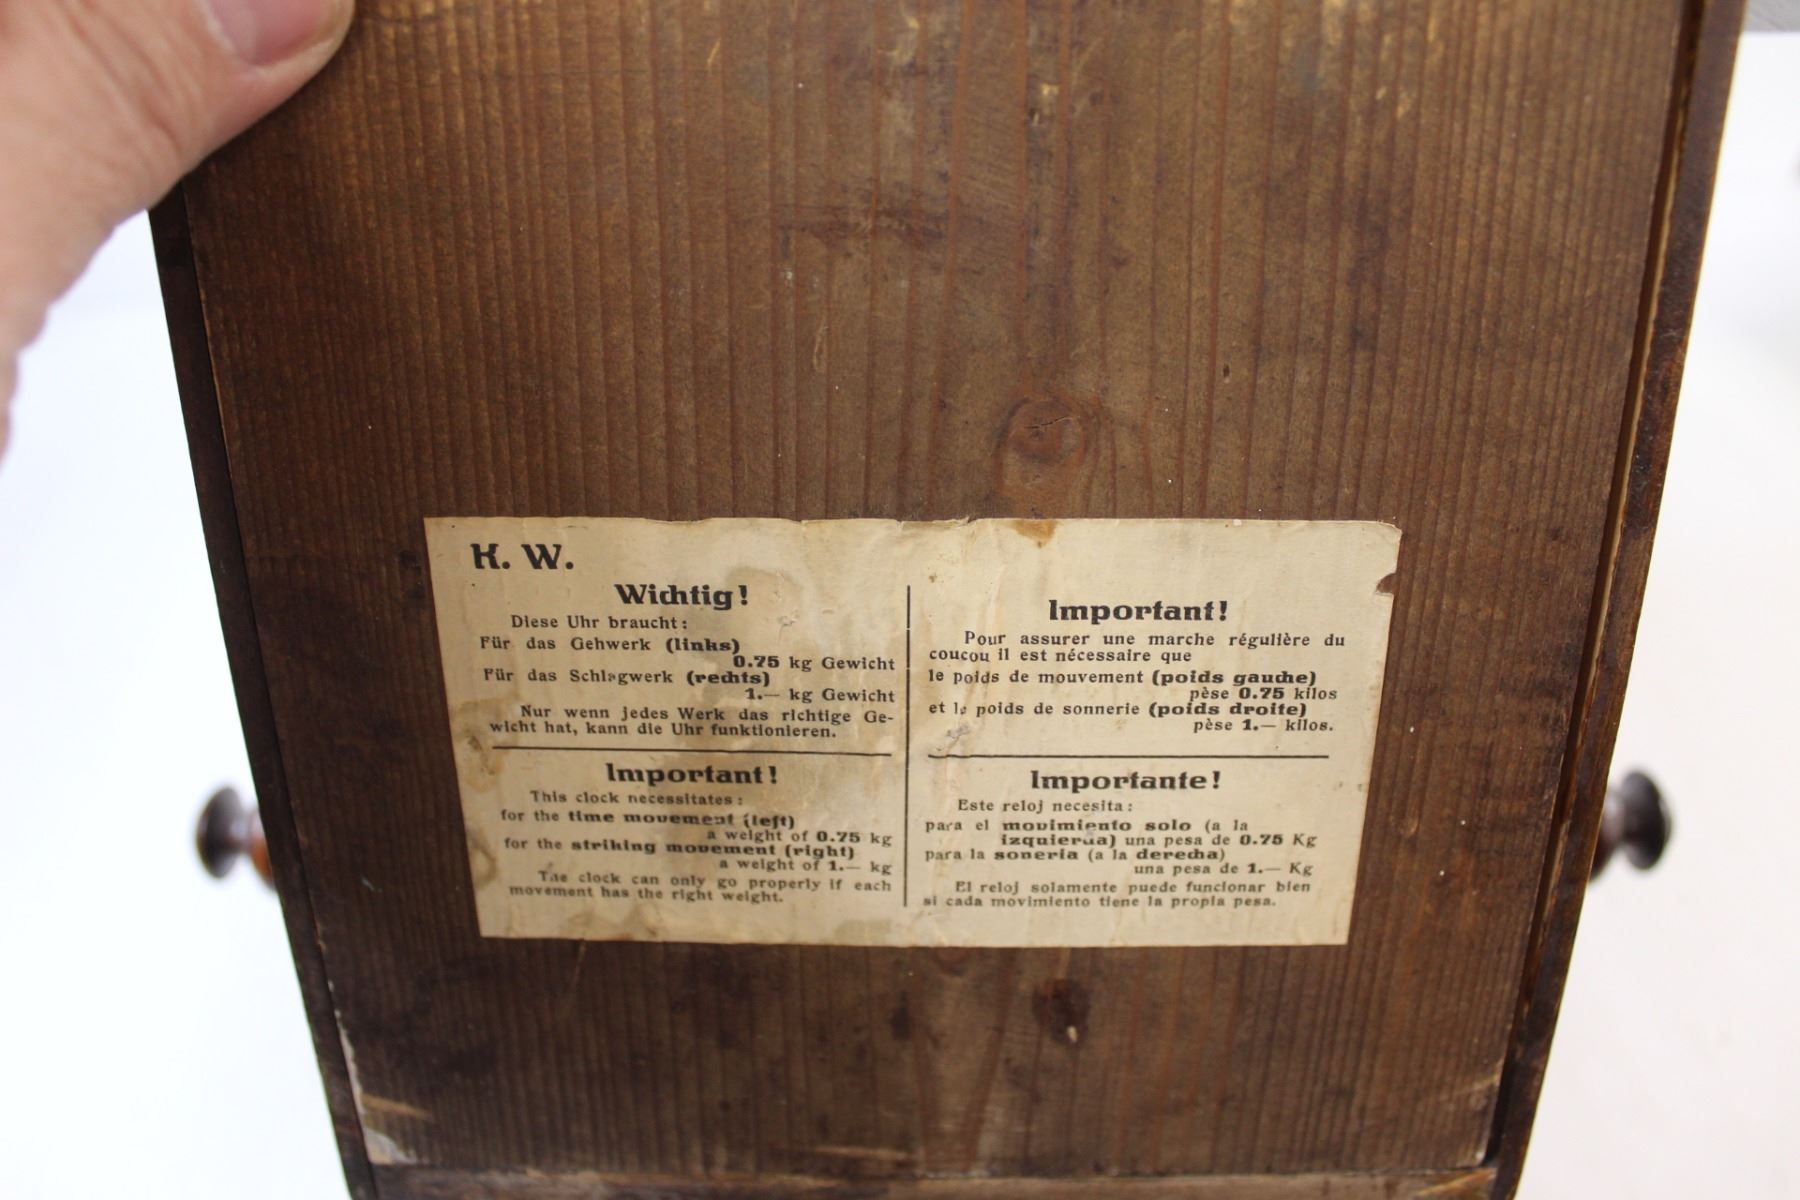 K. W.
Wichtig!
Diese Uhr braucht:
Für das Gehwerk (links)
0.75 kg Gewicht
Für das Schlagwerk (rechts)
1.— kg Gewicht
Nur wenn jedes Werk das richtige Ge-
wicht hat, kann die Uhr funktionieren.
Important!
This clock necessitates:
for the time movement (left)
a weight of 0.75 kg
for the striking movement (right)
a weight of 1.— kg
The clock can only go properly if each
movement has the right weight.
Important!
Pour assurer une marche régulière du
coucou il est nécessaire que
le poids de mouvement (poids gauche)
pèse 0.75 kilos
et le poids de sonnerie (poids droite)
pèse 1.— kilos.
Importante!
Este reloj necesita:
para el movimiento solo (a la
izquierda) una pesa de 0.75 Kg
para la soneria (a la derecha)
una pesa de 1.— Kg
El reloj solamente puede funcionar bien
si cada movimiento tiene la propia pesa.